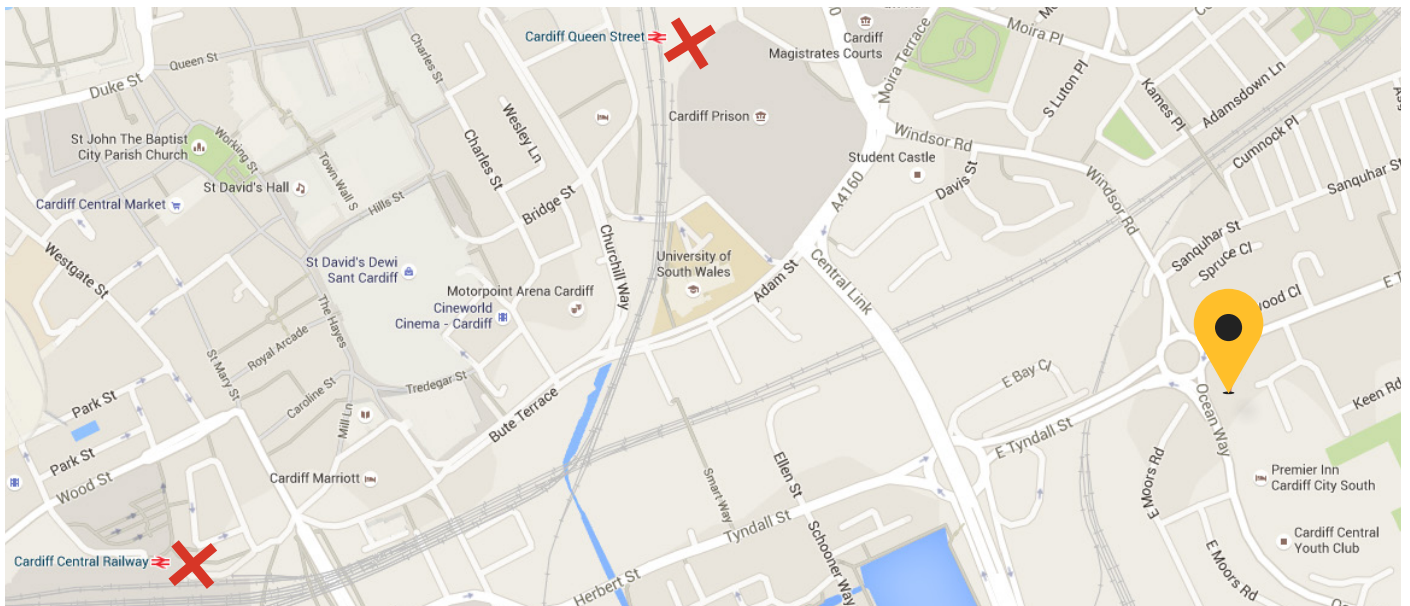 Cardiff Queen Street
Cardiff
Magistrates Courts
Moira Terrace
Moira Pl
Duke St
Queen St
Charles St
S Luton Pl
Kames Pl
Adamsdown Ln
Cumnock Pl
Sanquhar St
Wesley Ln
Charles St
Cardiff Prison
Windsor Rd
St John The Baptist
City Parish Church
Working St
Town Wall S
St David's Hall
Hills St
Bridge St
Student Castle
Davis St
Windsor Rd
A4160
Cardiff Central Market
Westgate St
St David's Dewi
Sant Cardiff
Churchill Way
University of
South Wales
Adam St
Central Link
Sanquhar St
Spruce Cl
wood Cl
Motorpoint Arena Cardiff
Cineworld
Cinema - Cardiff
The Hayes
Royal Arcade
St Mary St
Caroline St
Tredegar St
Mill Ln
Park St
Park St
Wood St
Bute Terrace
Cardiff Marriott
E Bay Cl
E Tyndall St
Ocean Way
Keen Rd
E Moors Rd
Ellen St
Smart Way
Tyndall St
Schooner Way
Premier Inn
Cardiff City South
Cardiff Central
Youth Club
E Moors Rd
Cardiff Central Railway
Herbert St